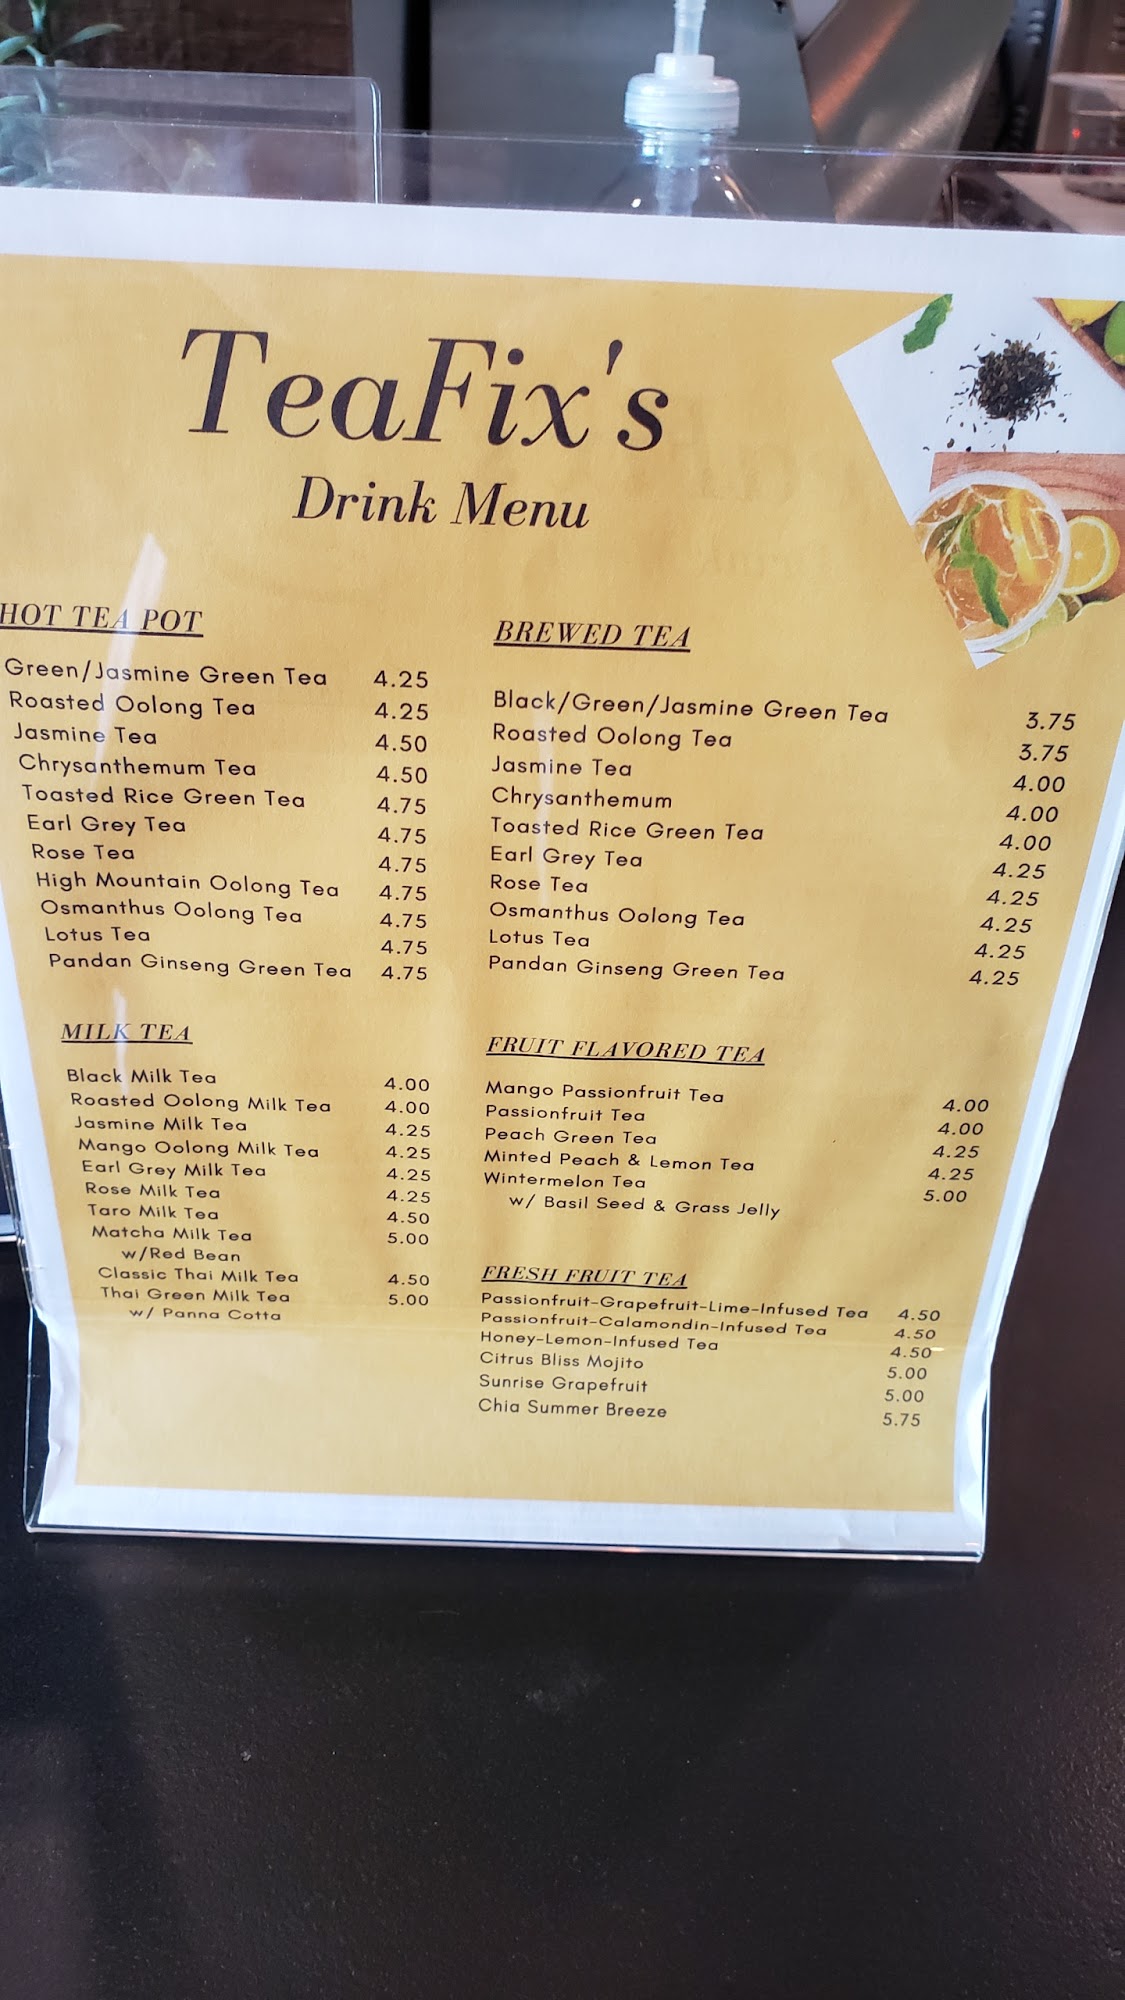 TeaFix's
Drink Menu
HOT TEA POT
Green/Jasmine Green Tea 4.25
Roasted Oolong Tea 4.25
Jasmine Tea 4.50
Chrysanthemum Tea 4.50
Toasted Rice Green Tea 4.75
Earl Grey Tea 4.75
Rose Tea 4.75
High Mountain Oolong Tea 4.75
Osmanthus Oolong Tea 4.75
Lotus Tea 4.75
Pandan Ginseng Green Tea 4.75
MILK TEA
Black Milk Tea 4.00
Roasted Oolong Milk Tea 4.00
Jasmine Milk Tea 4.25
Mango Oolong Milk Tea 4.25
Earl Grey Milk Tea 4.25
Rose Milk Tea 4.25
Taro Milk Tea 4.50
Matcha Milk Tea 5.00
w/Red Bean
Classic Thai Milk Tea 4.50
Thai Green Milk Tea 5.00
w/ Panna Cotta
BREWED TEA
Black/Green/Jasmine Green Tea 3.75
Roasted Oolong Tea 3.75
Jasmine Tea 4.00
Chrysanthemum 4.00
Toasted Rice Green Tea 4.00
Earl Grey Tea 4.25
Rose Tea 4.25
Osmanthus Oolong Tea 4.25
Lotus Tea 4.25
Pandan Ginseng Green Tea 4.25
FRUIT FLAVORED TEA
Mango Passionfruit Tea 4.00
Passionfruit Tea 4.00
Peach Green Tea 4.25
Minted Peach & Lemon Tea 4.25
Wintermelon Tea 5.00
w/ Basil Seed & Grass Jelly
FRESH FRUIT TEA
Passionfruit-Grapefruit-Lime-Infused Tea 4.50
Passionfruit-Calamondin-Infused Tea 4.50
Honey-Lemon-Infused Tea 4.50
Citrus Bliss Mojito 5.00
Sunrise Grapefruit 5.00
Chia Summer Breeze 5.75